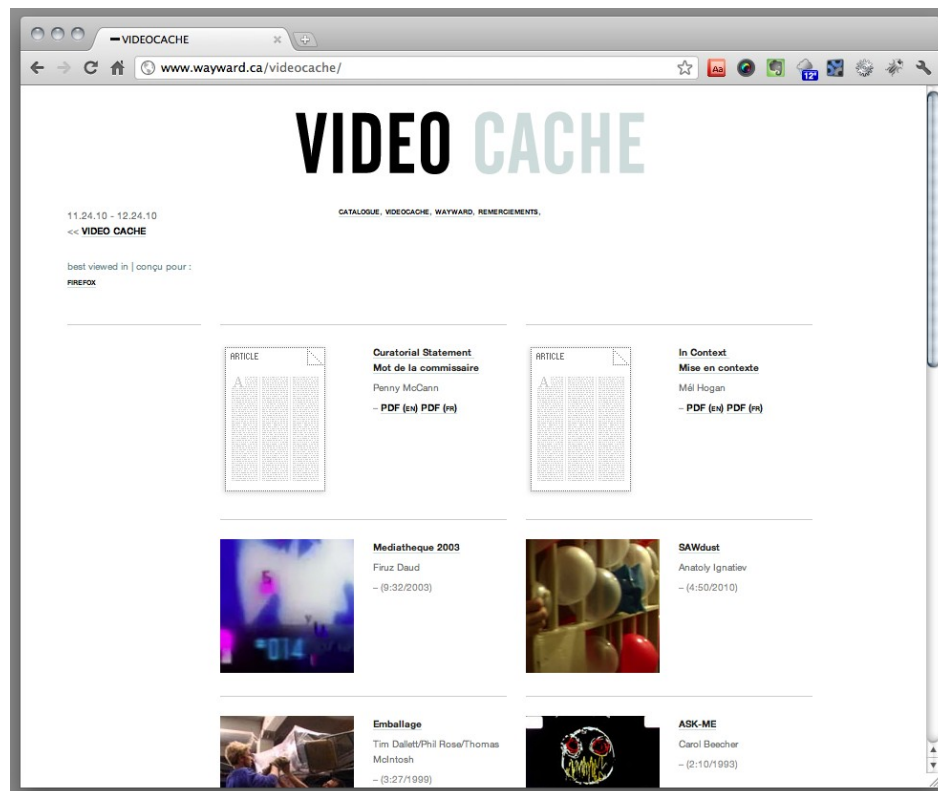 VIDEOCACHE
www.wayward.ca/videocache/
Aa
12°
VIDEO CACHE
11.24.10 - 12.24.10
<< VIDEO CACHE
CATALOGUE, VIDEOCACHE, WAYWARD, REMERCIEMENTS,
best viewed in | conçu pour :
FIREFOX
ARTICLE
Curatorial Statement
Mot de la commissaire
Penny McCann
– PDF (EN) PDF (FR)
ARTICLE
In Context
Mise en contexte
Mél Hogan
– PDF (EN) PDF (FR)
Mediatheque 2003
Firuz Daud
– (9:32/2003)
SAWdust
Anatoly Ignatiev
– (4:50/2010)
Emballage
Tim Dallett/Phil Rose/Thomas
McIntosh
– (3:27/1999)
ASK-ME
Carol Beecher
– (2:10/1993)